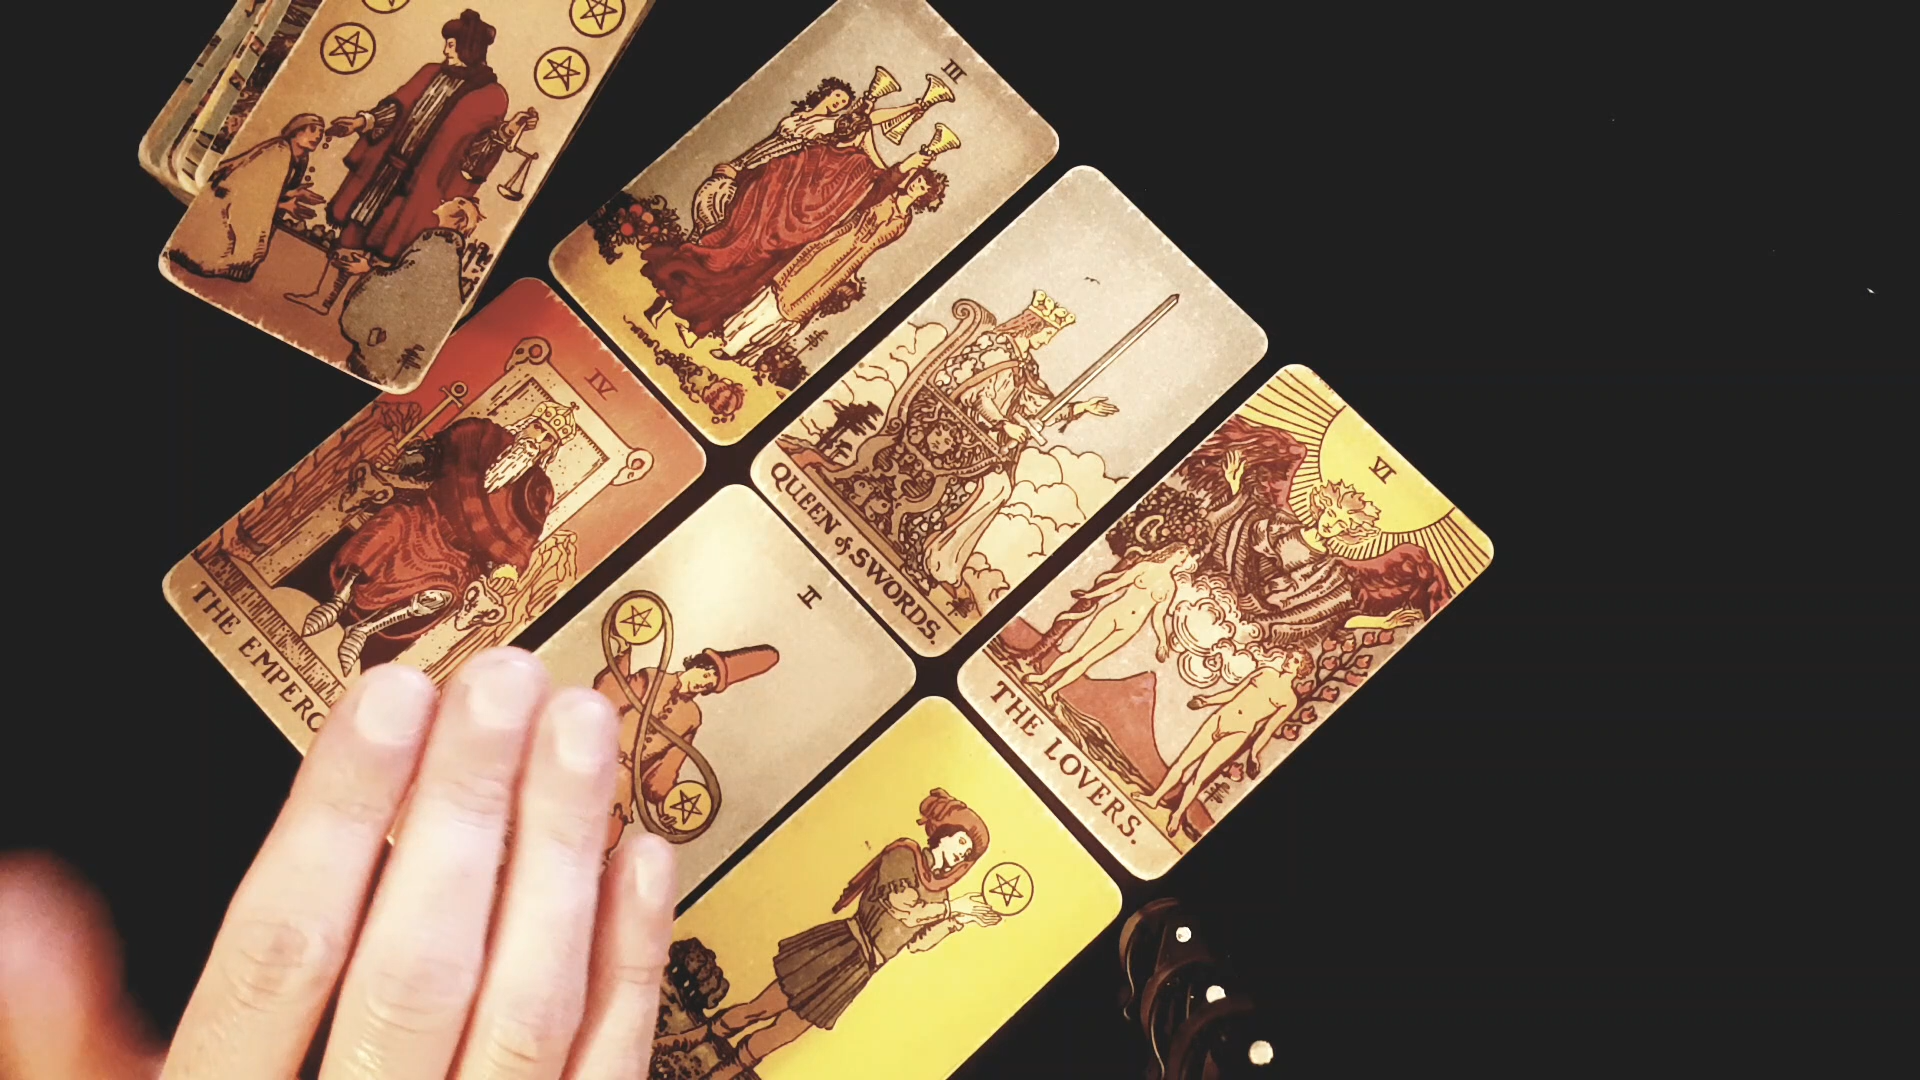 III
QUEEN of SWORDS.
VI
THE LOVERS.
IV
THE EMPERO
II